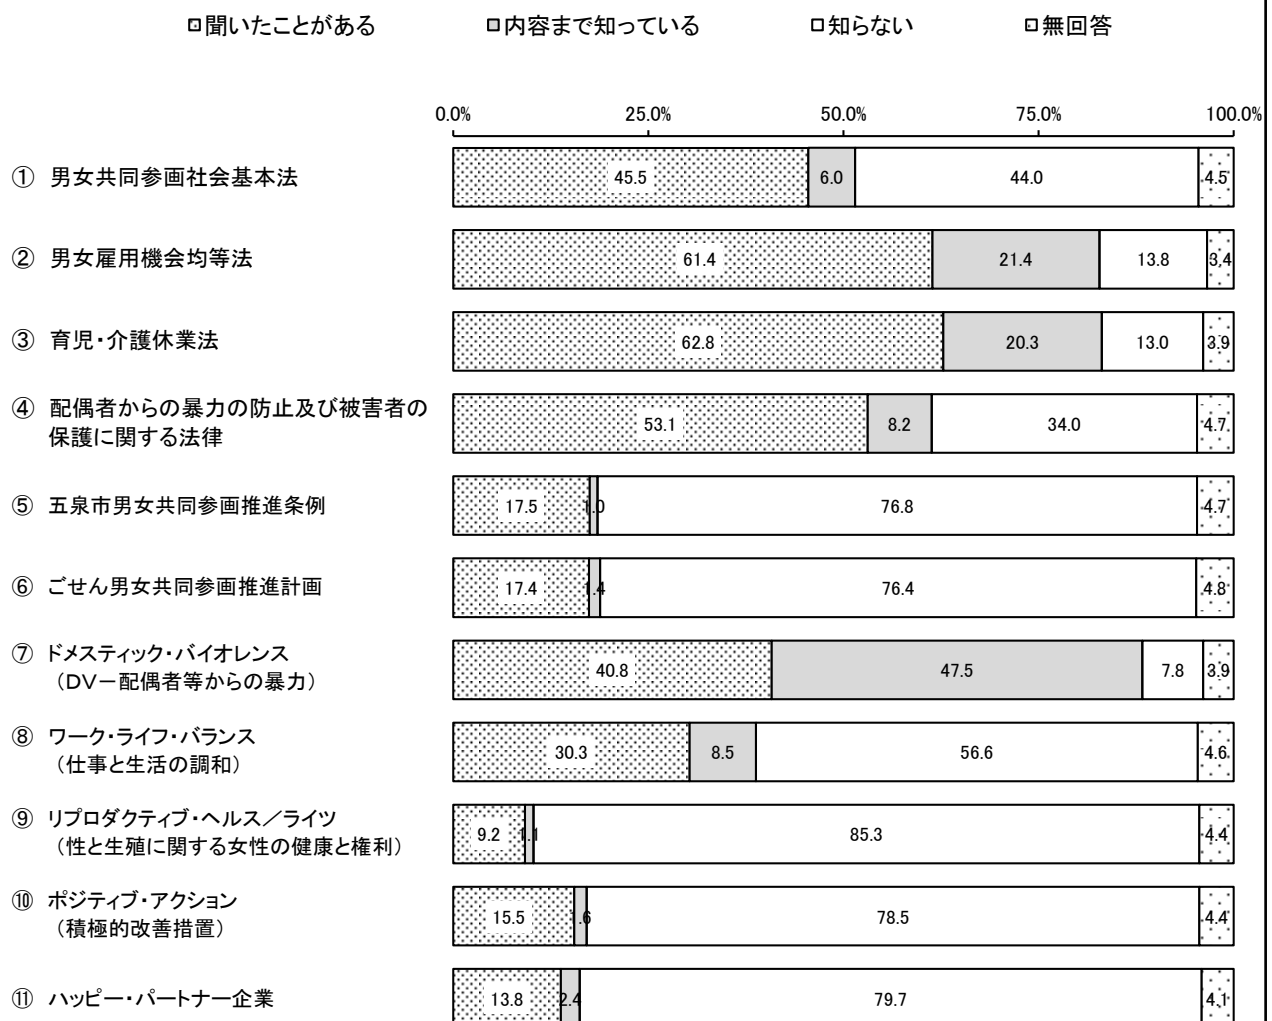 聞いたことがある 内容まで知っている 知らない 無回答
0.0% 25.0% 50.0% 75.0% 100.0%
① 男女共同参画社会基本法 45.5 6.0 44.0 4.5
② 男女雇用機会均等法 61.4 21.4 13.8 3.4
③ 育児・介護休業法 62.8 20.3 13.0 3.9
④ 配偶者からの暴力の防止及び被害者の
保護に関する法律 53.1 8.2 34.0 4.7
⑤ 五泉市男女共同参画推進条例 17.5 1.0 76.8 4.7
⑥ ごせん男女共同参画推進計画 17.4 1.4 76.4 4.8
⑦ ドメスティック・バイオレンス
（DV－配偶者等からの暴力） 40.8 47.5 7.8 3.9
⑧ ワーク・ライフ・バランス
（仕事と生活の調和） 30.3 8.5 56.6 4.6
⑨ リプロダクティブ・ヘルス／ライツ
（性と生殖に関する女性の健康と権利） 9.2 1.1 85.3 4.4
⑩ ポジティブ・アクション
（積極的改善措置） 15.5 1.6 78.5 4.4
⑪ ハッピー・パートナー企業 13.8 2.4 79.7 4.1